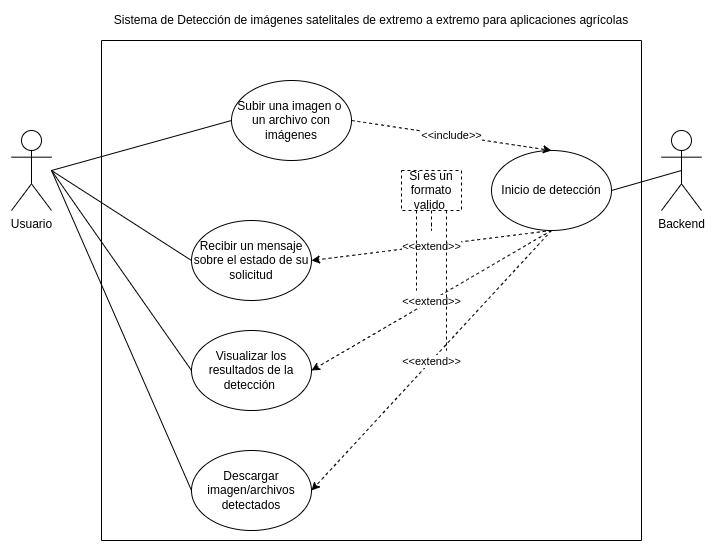 Sistema de Detección de imágenes satelitales de extremo a extremo para aplicaciones agrícolas
Subir una imagen o
un archivo con
imágenes
<<include>>
Si es un
formato
valido
Inicio de detección
Usuario
Backend
Recibir un mensaje
sobre el estado de su
solicitud
<<extend>>
<<extend>>
Visualizar los
resultados de la
detección
<<extend>>
Descargar
imagen/archivos
detectados